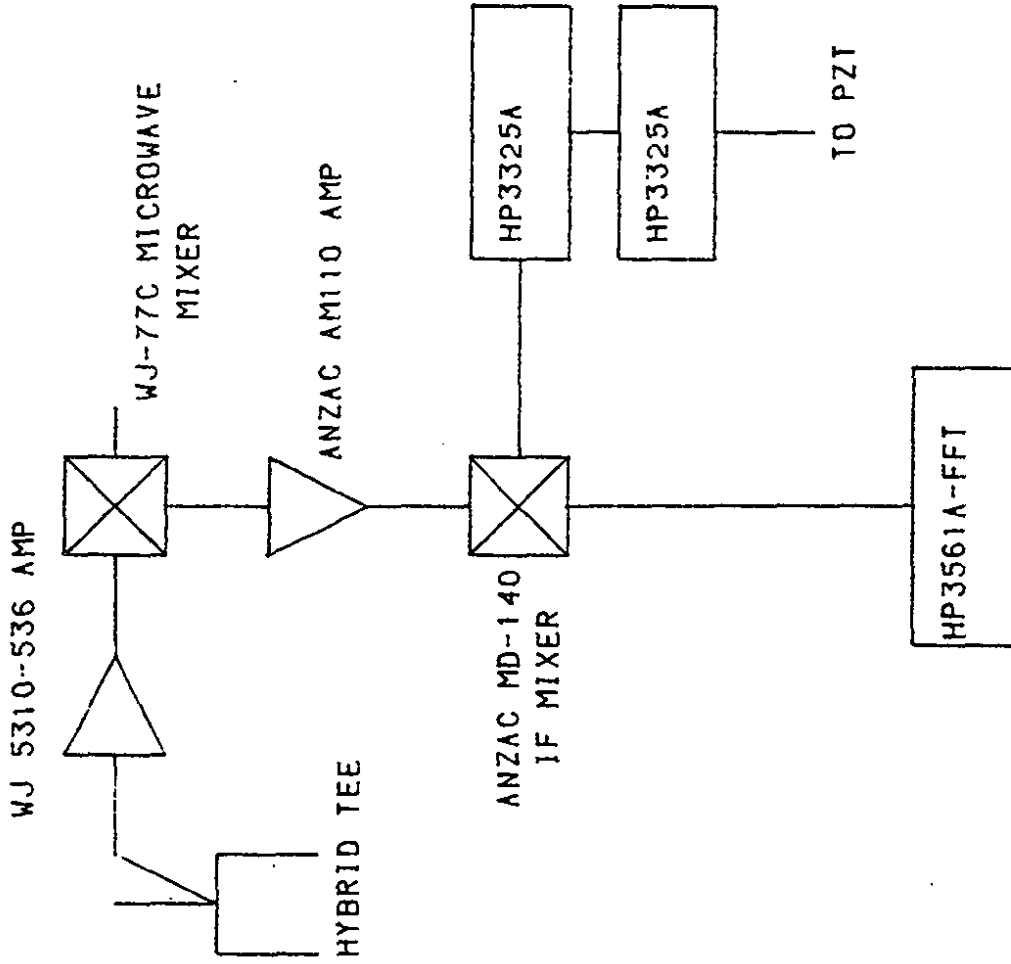 WJ 5310-536 AMP
WJ-77C MICROWAVE
MIXER
HYBRID TEE
ANZAC AM110 AMP
ANZAC MD-140
IF MIXER
HP3325A
HP3325A
TO PZT
HP3561A-FFT